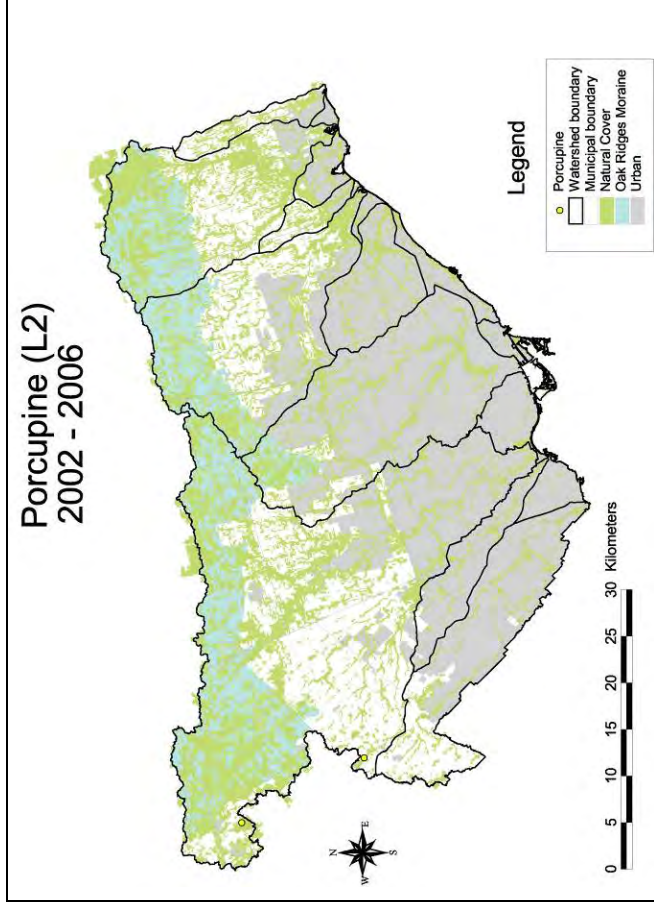 Porcupine (L2)
2002 - 2006
Legend
Porcupine
Watershed boundary
Municipal boundary
Natural Cover
Oak Ridges Moraine
Urban
N
W
E
S
0 5 10 15 20 25 30 Kilometers